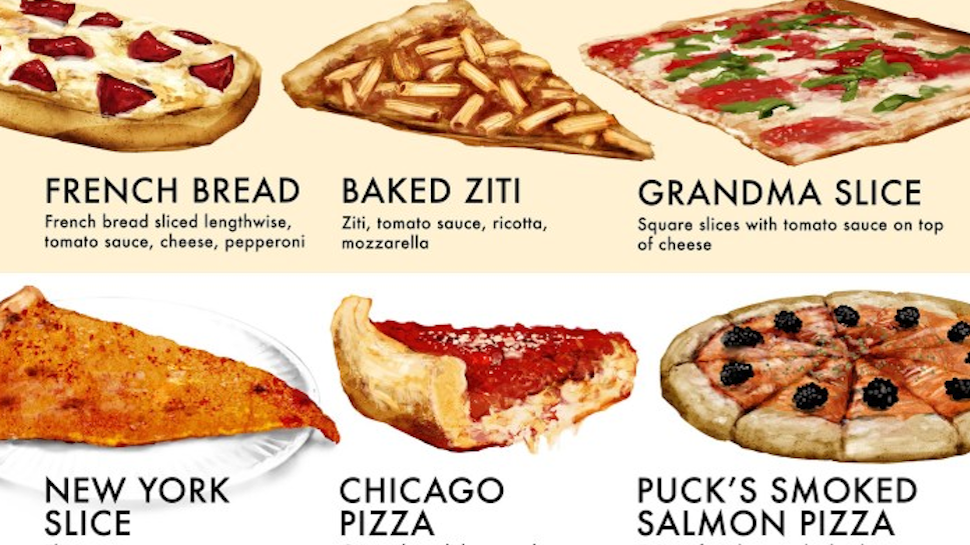 FRENCH BREAD
French bread sliced lengthwise,
tomato sauce, cheese, pepperoni
BAKED ZITI
Ziti, tomato sauce, ricotta,
mozzarella
GRANDMA SLICE
Square slices with tomato sauce on top
of cheese
NEW YORK
SLICE
CHICAGO
PIZZA
PUCK'S SMOKED
SALMON PIZZA